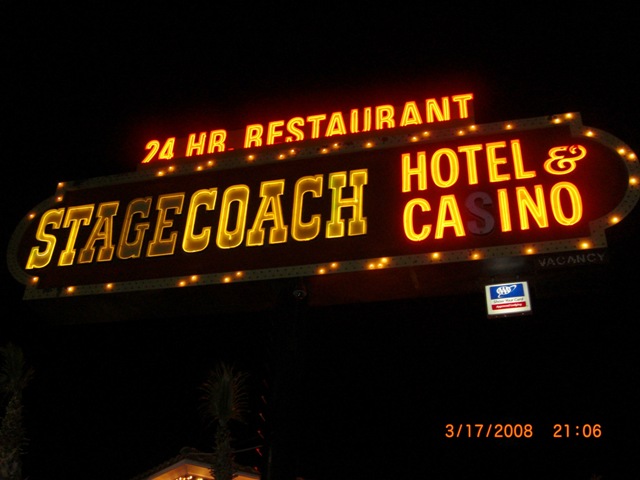 24 HR. RESTAURANT
STAGECOACH
HOTEL &
CASINO
VACANCY
AAA
3/17/2008 21:06